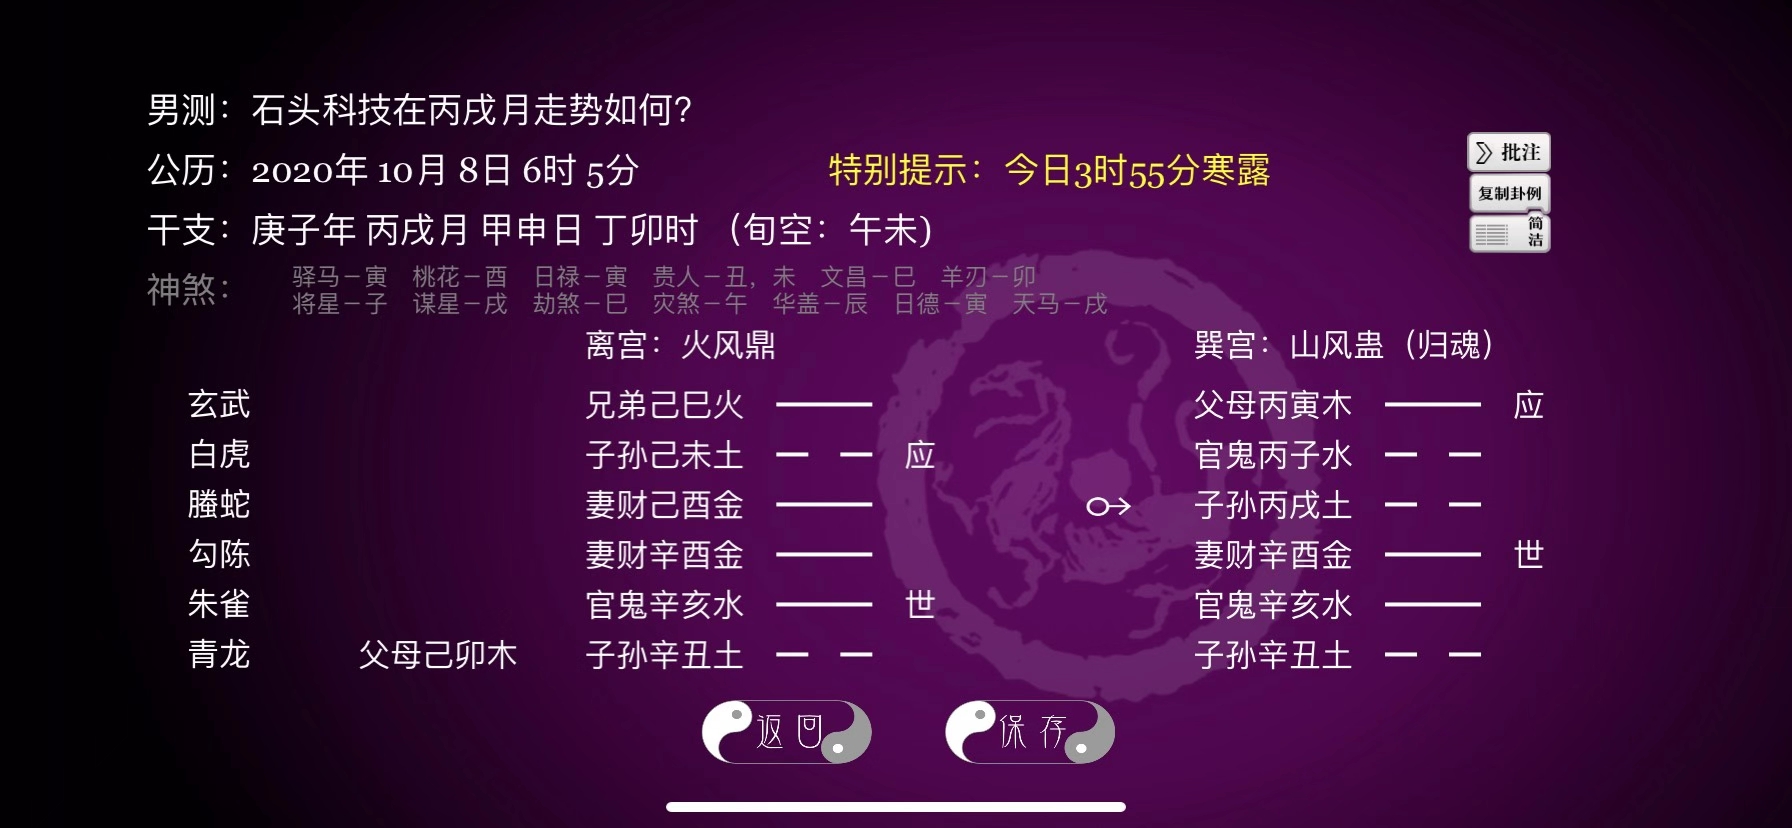 男测：石头科技在丙戌月走势如何？
公历：2020年 10月 8日 6时 5分 特别提示：今日3时55分寒露
干支：庚子年 丙戌月 甲申日 丁卯时 （旬空：午未）
神煞： 驿马－寅 桃花－酉 日禄－寅 贵人－丑，未 文昌－巳 羊刃－卯
将星－子 谋星－戌 劫煞－巳 灾煞－午 华盖－辰 日德－寅 天马－戌
批注
复制卦例
简洁
离宫：火风鼎 巽宫：山风蛊（归魂）
玄武 兄弟己巳火 父母丙寅木 应
白虎 子孙己未土 应 官鬼丙子水
螣蛇 妻财己酉金 子孙丙戌土
勾陈 妻财辛酉金 妻财辛酉金 世
朱雀 官鬼辛亥水 世 官鬼辛亥水
青龙 父母己卯木 子孙辛丑土 子孙辛丑土
返回 保存